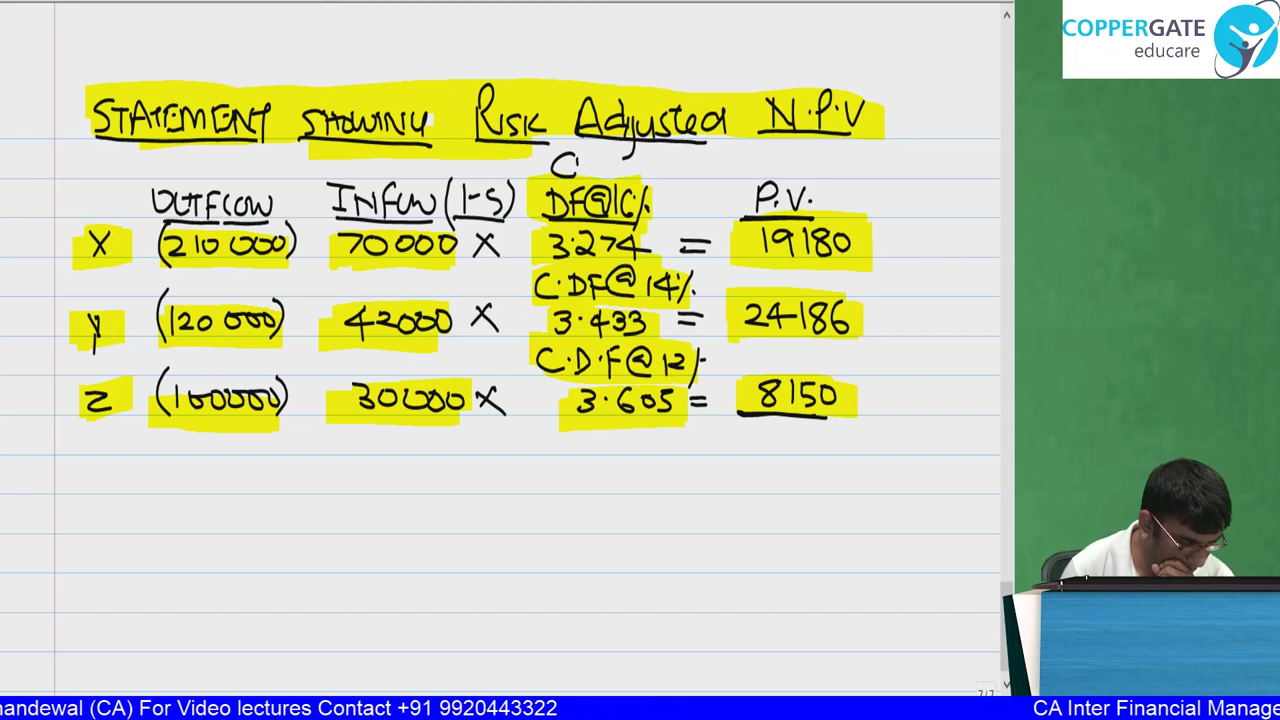 COPPERGATE
educare
STATEMENT SHOWING Risk Adjusted N.P.V
C
OUTFLOW INFLOW (1-5) DF@16% P.V.
X (210000) 70000 X 3.274 = 19180
C.DF@ 14%
Y (120000) 42000 X 3.433 = 24186
C.D.F@ 12%
Z (100000) 30000 X 3.605 = 8150
7/7
handewal (CA) For Video lectures Contact +91 9920443322
CA Inter Financial Manage